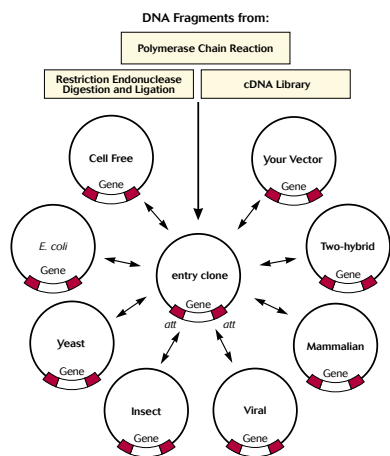 DNA Fragments from:
Polymerase Chain Reaction
Restriction Endonuclease
Digestion and Ligation
cDNA Library
Cell Free
Gene
Your Vector
Gene
E. coli
Gene
Two-hybrid
Gene
entry clone
Gene
att
att
Yeast
Gene
Mammalian
Gene
Insect
Gene
Viral
Gene